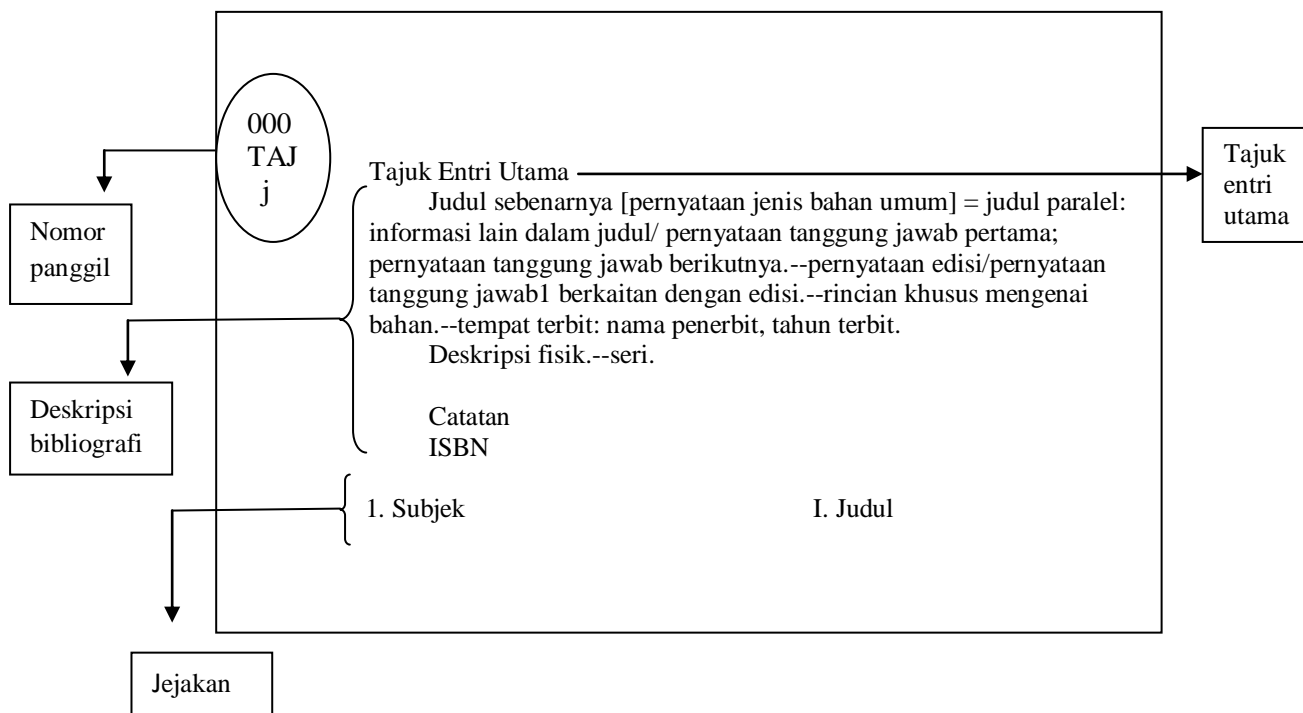 000
TAJ
j
Tajuk Entri Utama
Judul sebenarnya [pernyataan jenis bahan umum] = judul paralel:
informasi lain dalam judul/ pernyataan tanggung jawab pertama;
pernyataan tanggung jawab berikutnya.--pernyataan edisi/pernyataan
tanggung jawab1 berkaitan dengan edisi.--rincian khusus mengenai
bahan.--tempat terbit: nama penerbit, tahun terbit.
Deskripsi fisik.--seri.
Catatan
ISBN
1. Subjek
I. Judul
Tajuk
entri
utama
Nomor
panggil
Deskripsi
bibliografi
Jejakan